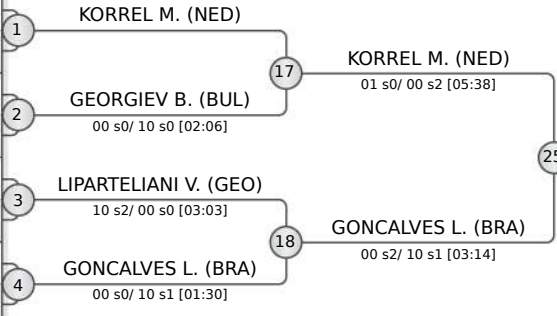 KORREL M. (NED)
1
17
KORREL M. (NED)
01 s0/ 00 s2 [05:38]
GEORGIEV B. (BUL)
2
00 s0/ 10 s0 [02:06]
25
LIPARTELIANI V. (GEO)
3
10 s2/ 00 s0 [03:03]
18
GONCALVES L. (BRA)
00 s2/ 10 s1 [03:14]
GONCALVES L. (BRA)
4
00 s0/ 10 s1 [01:30]